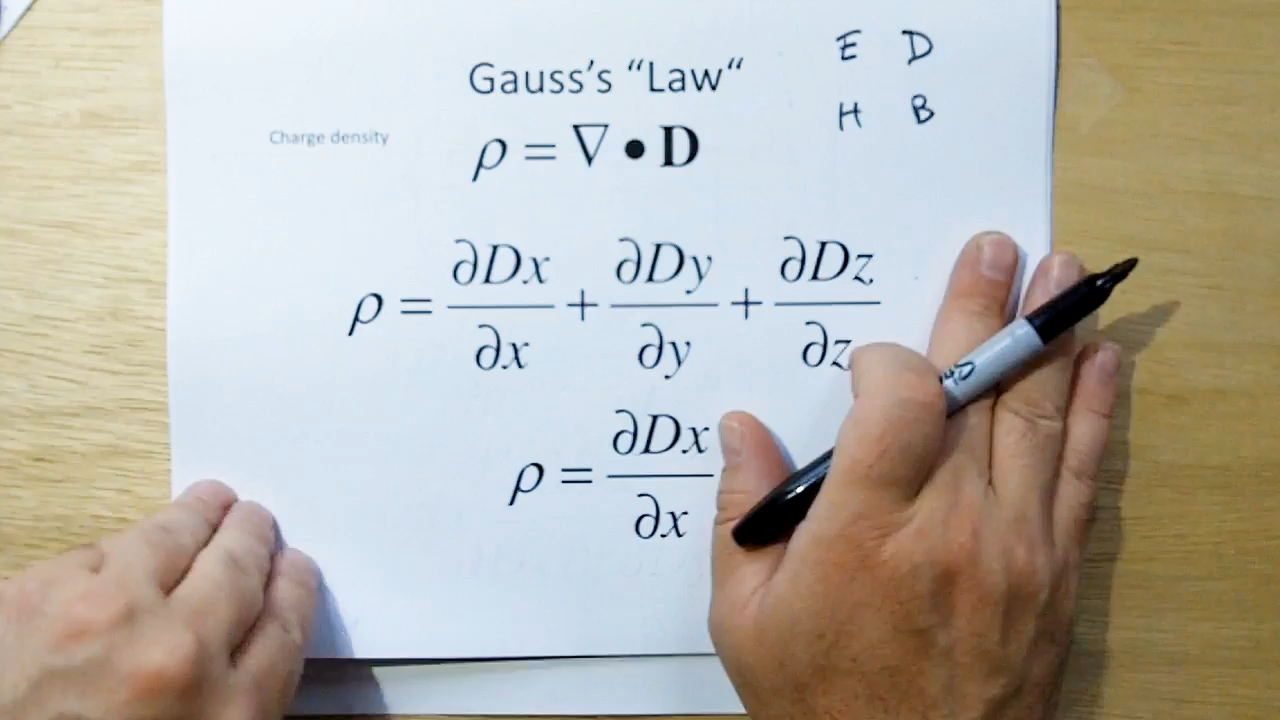 Gauss's “Law“
E D
H B
Charge density
ρ = ∇ • D
ρ = ∂Dx/∂x + ∂Dy/∂y + ∂Dz/∂z
ρ = ∂Dx/∂x